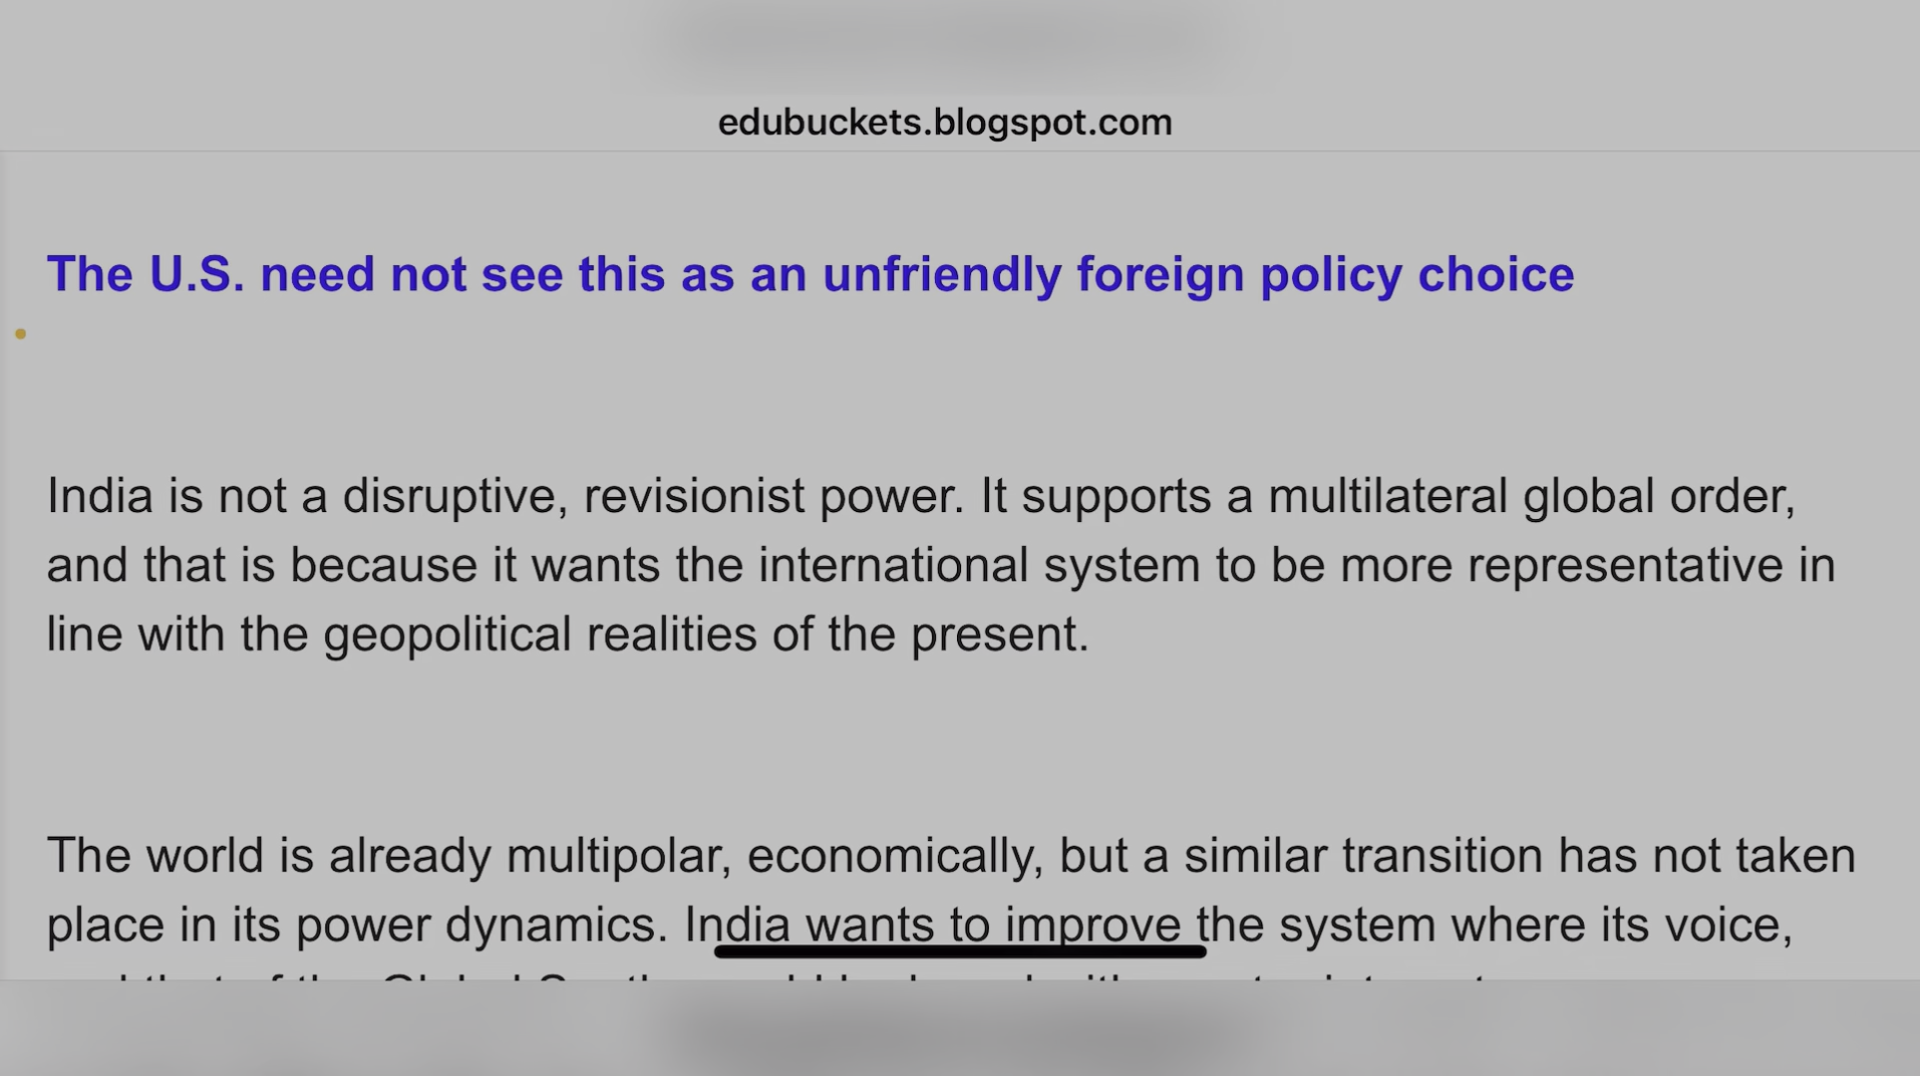 edubuckets.blogspot.com
The U.S. need not see this as an unfriendly foreign policy choice
India is not a disruptive, revisionist power. It supports a multilateral global order,
and that is because it wants the international system to be more representative in
line with the geopolitical realities of the present.
The world is already multipolar, economically, but a similar transition has not taken
place in its power dynamics. India wants to improve the system where its voice,